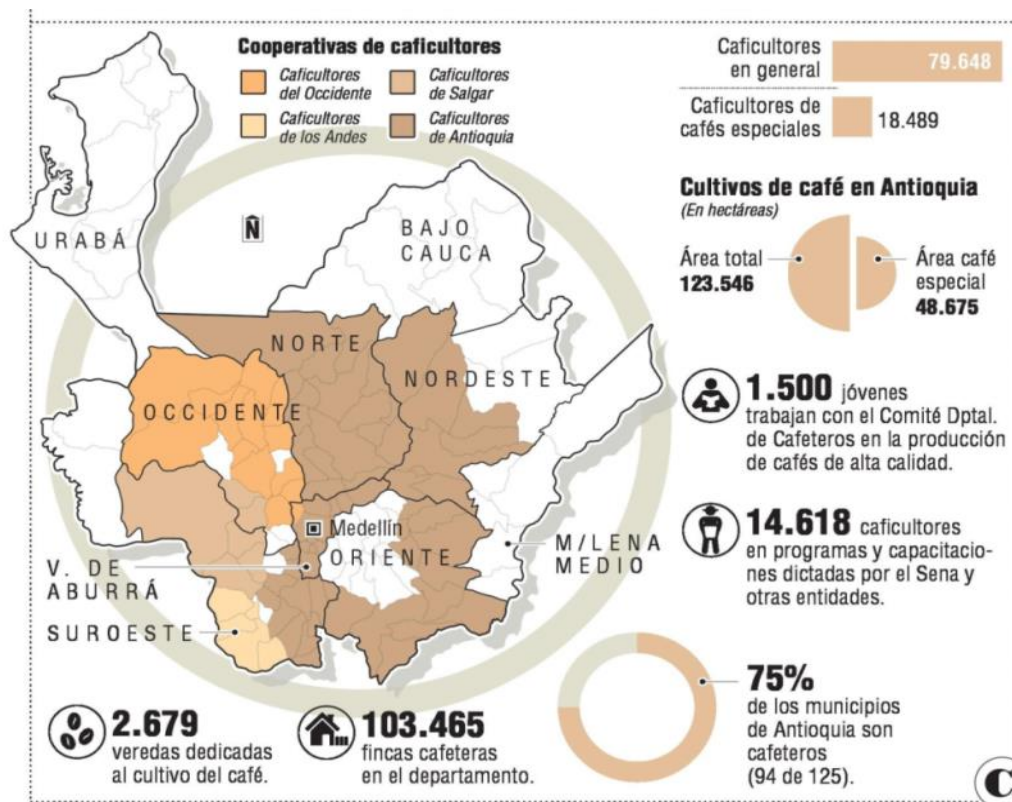 Cooperativas de caficultores
Caficultores
del Occidente
Caficultores
de Salgar
Caficultores
de los Andes
Caficultores
de Antioquia
Caficultores
en general
79.648
Caficultores de
cafés especiales
18.489
Cultivos de café en Antioquia
(En hectáreas)
Área total
123.546
Área café
especial
48.675
URABÁ
N
BAJO
CAUCA
NORTE
NORDESTE
OCCIDENTE
Medellín
ORIENTE
V. DE
ABURRÁ
SUROESTE
M/LENA
MEDIO
1.500 jóvenes
trabajan con el Comité Dptal.
de Cafeteros en la producción
de cafés de alta calidad.
14.618 caficultores
en programas y capacitacio-
nes dictadas por el Sena y
otras entidades.
2.679
veredas dedicadas
al cultivo del café.
103.465
fincas cafeteras
en el departamento.
75%
de los municipios
de Antioquia son
cafeteros
(94 de 125).
C